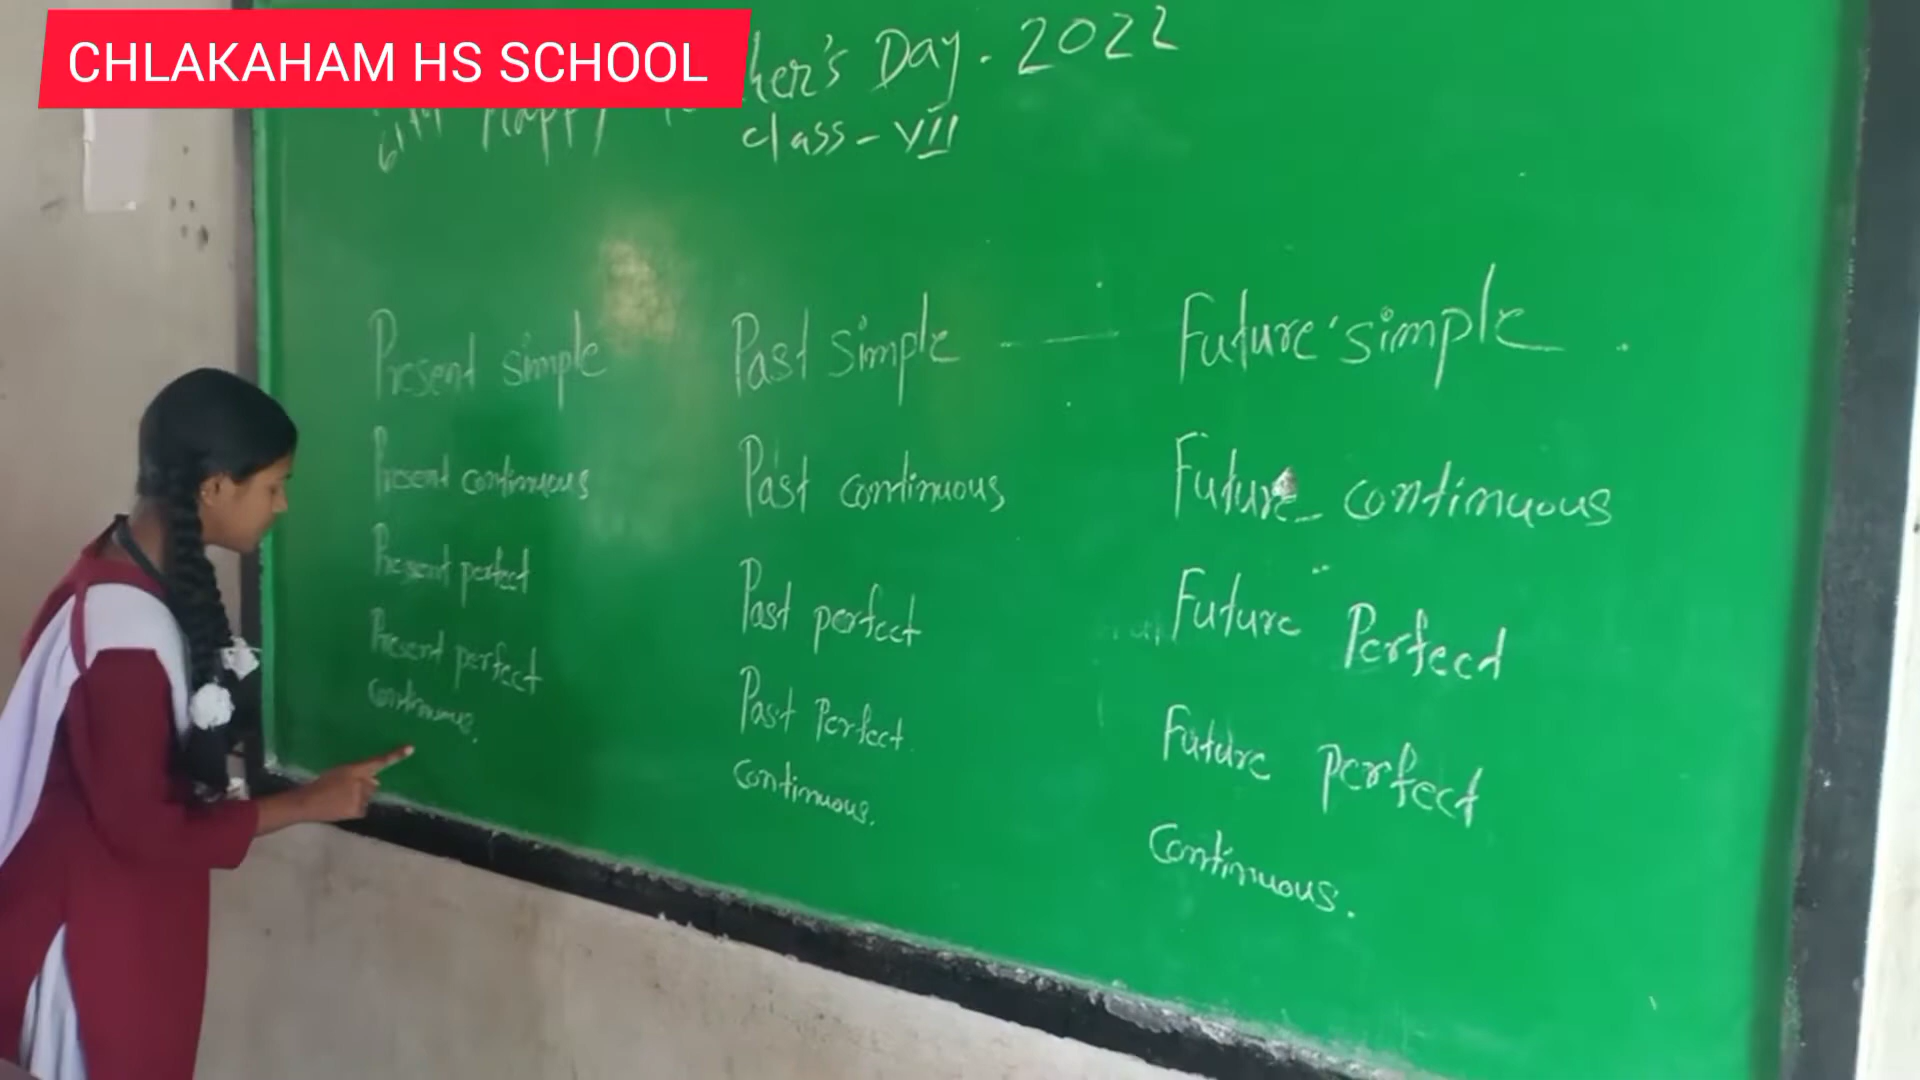 CHLAKAHAM HS SCHOOL
Happy her's Day. 2022
class - VII
Present simple Past simple — Future simple
Present continuous Past continuous Future continuous
Present perfect Past perfect Future Perfect
Present perfect Past Perfect Future perfect
continuous. Continuous. Continuous.